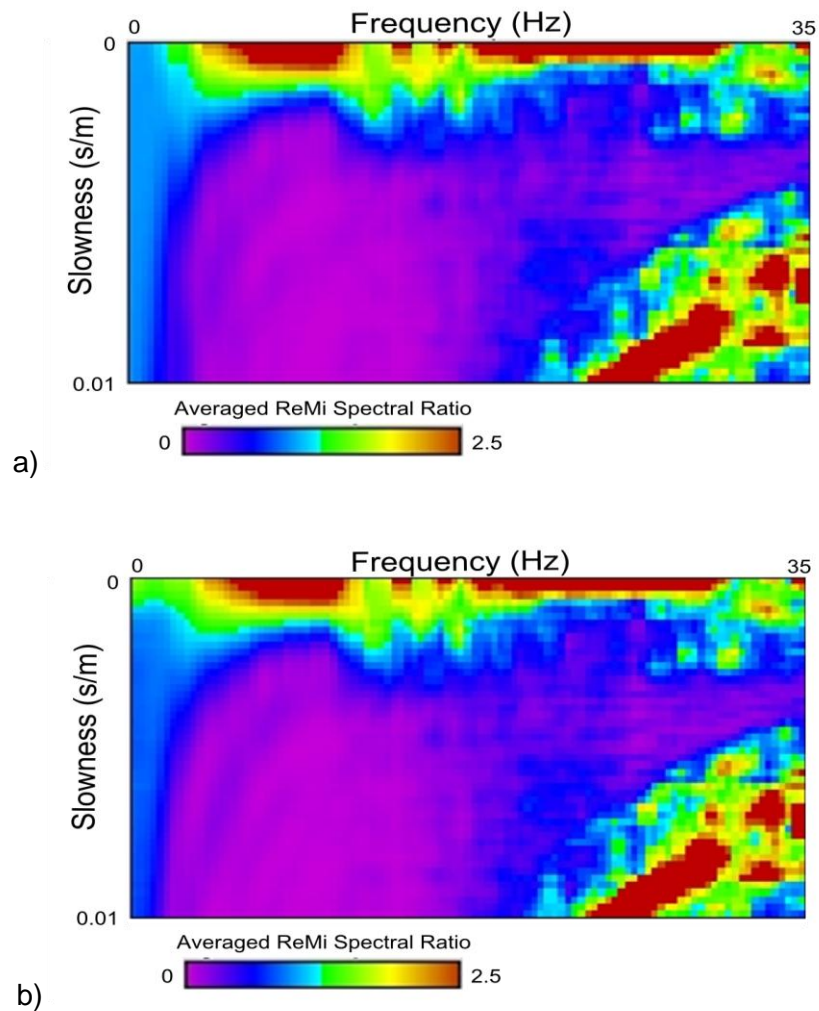 Frequency (Hz)
0
35
0
Slowness (s/m)
0.01
Averaged ReMi Spectral Ratio
0
2.5
a)
Frequency (Hz)
0
35
0
Slowness (s/m)
0.01
Averaged ReMi Spectral Ratio
0
2.5
b)